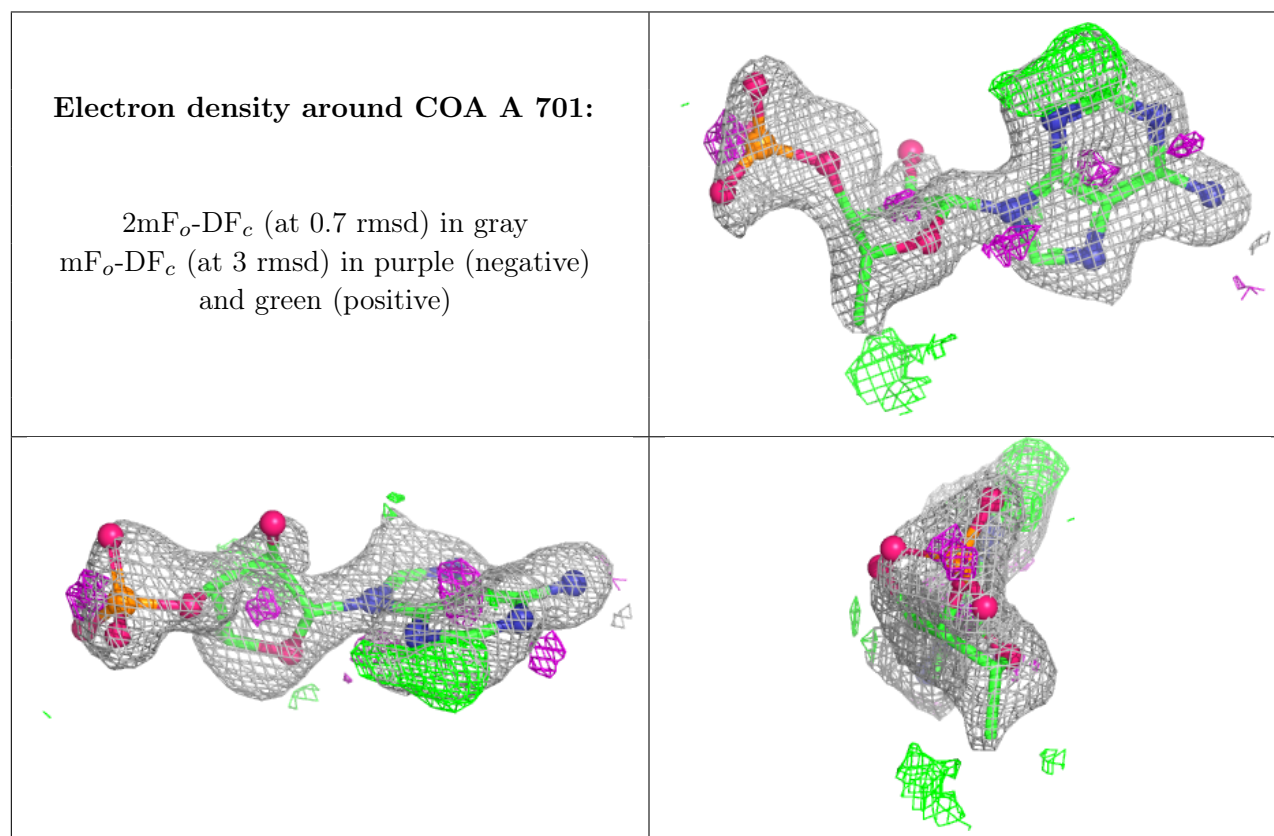 Electron density around COA A 701:
2mFo-DFc (at 0.7 rmsd) in gray
mFo-DFc (at 3 rmsd) in purple (negative)
and green (positive)